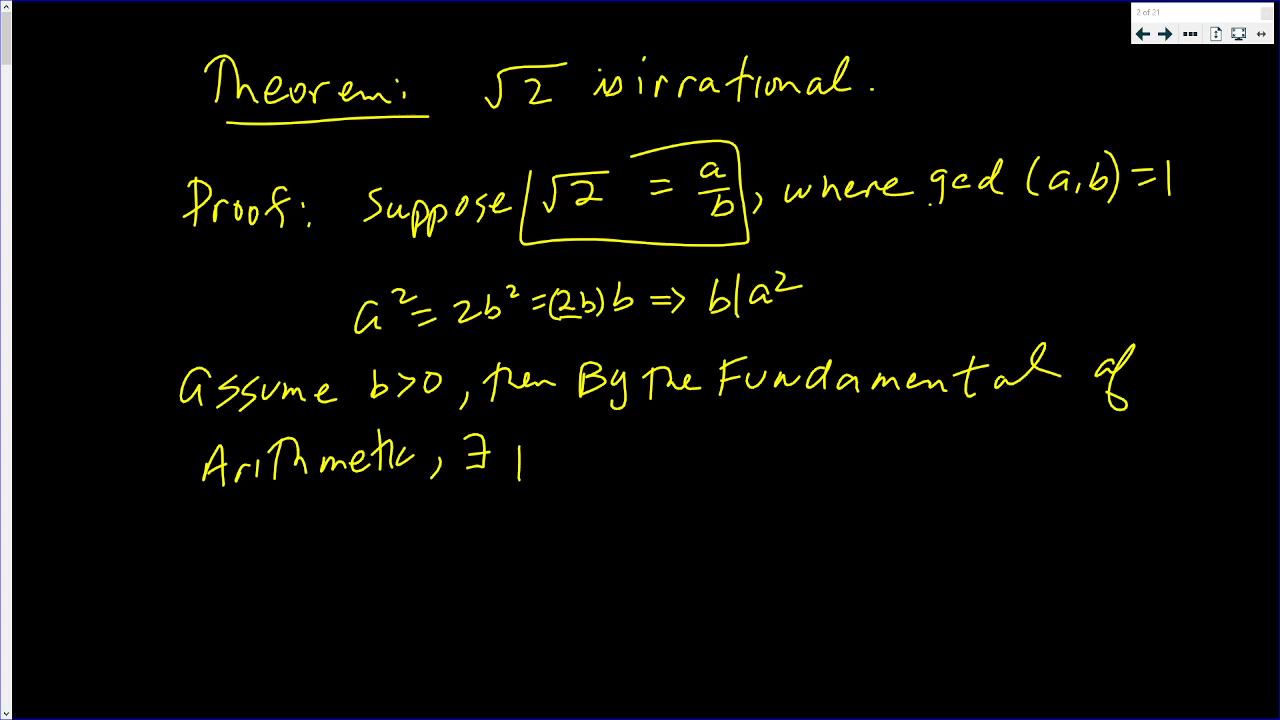 2 of 21
Theorem: √2 is irrational.
Proof: Suppose √2 = a/b, where gcd (a,b)=1
a² = 2b² = (2b)b ⇒ b|a²
Assume b>0, then By the Fundamental of
Arithmetic, ∃ |